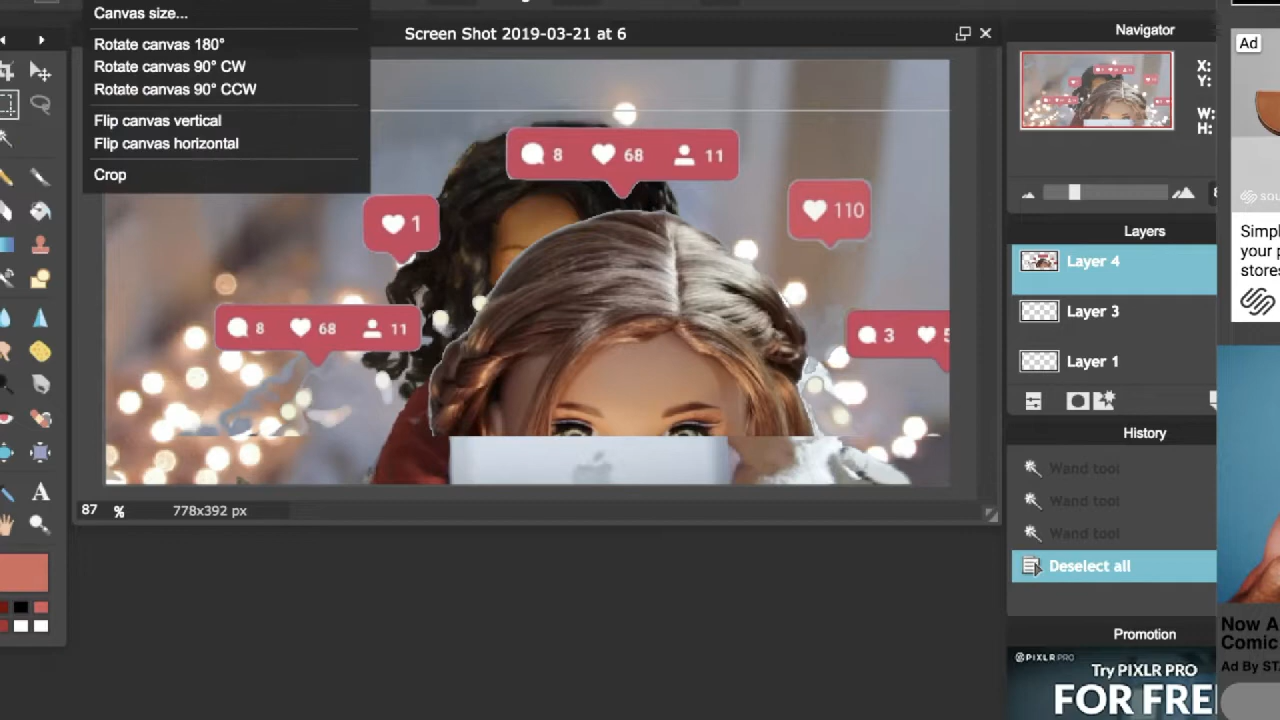 Canvas size...
Rotate canvas 180°
Rotate canvas 90° CW
Rotate canvas 90° CCW
Flip canvas vertical
Flip canvas horizontal
Crop
Screen Shot 2019-03-21 at 6
8 68 11
1
110
8 68 11
3 5
87 % 778x392 px
A
Navigator
X:
Y:
W:
H:
Layers
Layer 4
Layer 3
Layer 1
History
Wand tool
Wand tool
Wand tool
Deselect all
Promotion
PIXLR PRO
Try PIXLR PRO
FOR FRE
Ad
squ
Simpl
your p
stores
Now A
Comic
Ad By ST